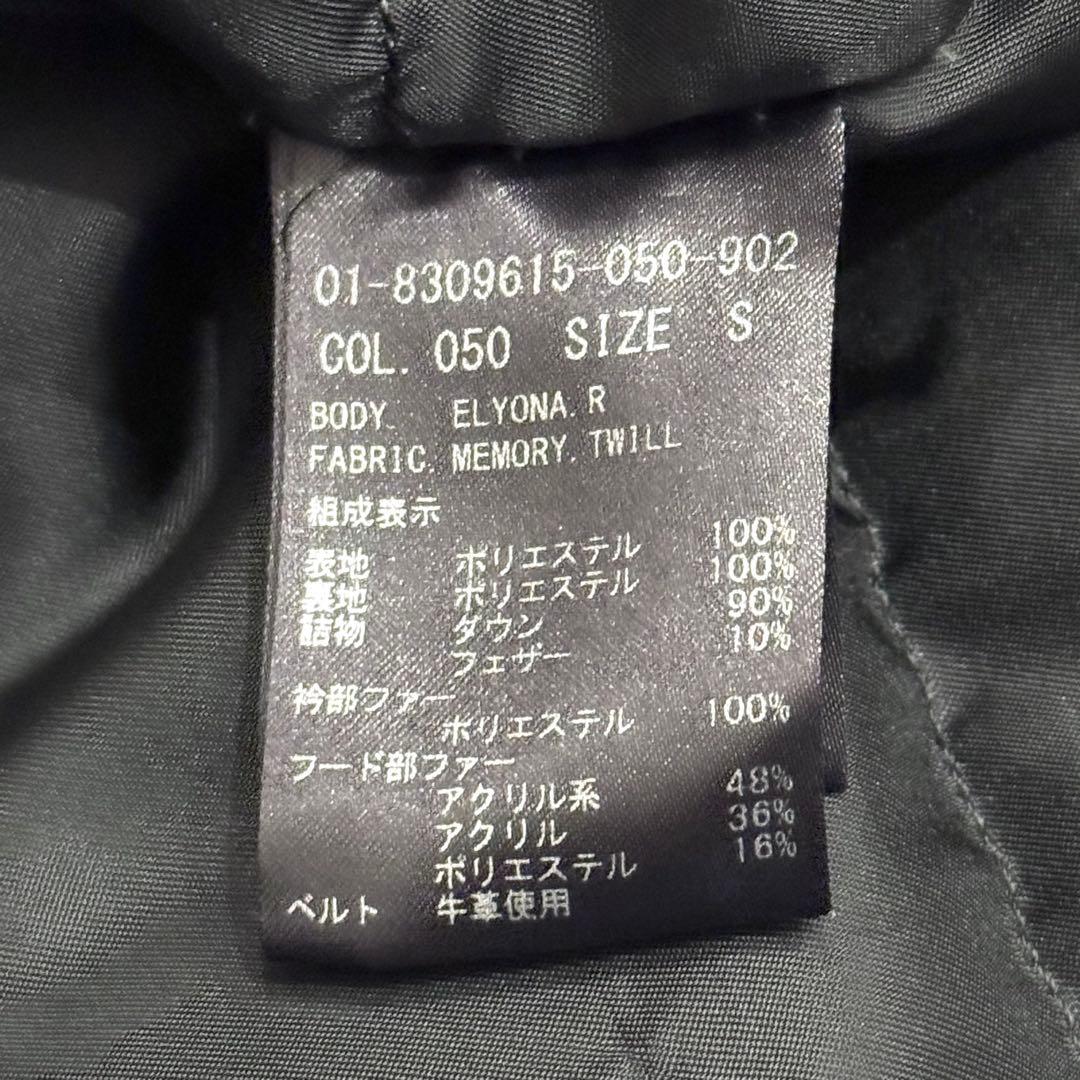 01-8309615-050-902
COL. 050 SIZE S
BODY. ELYONA.R
FABRIC. MEMORY.TWILL
組成表示
表地 ポリエステル 100%
裏地 ポリエステル 100%
詰物 ダウン 90%
フェザー 10%
衿部ファー
ポリエステル 100%
フード部ファー
アクリル系 48%
アクリル 36%
ポリエステル 16%
ベルト 牛革使用